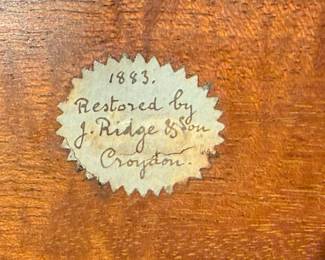 1883.
Restored by
J. Ridge & Son
Croydon.